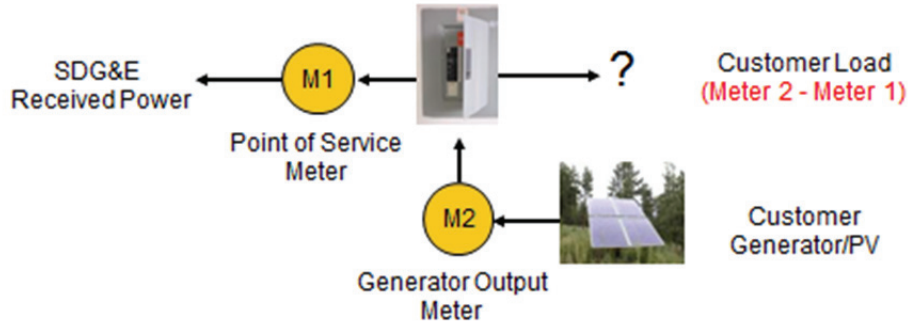 SDG&E
Received Power
M1
Point of Service
Meter
?
Customer Load
(Meter 2 - Meter 1)
M2
Generator Output
Meter
Customer
Generator/PV